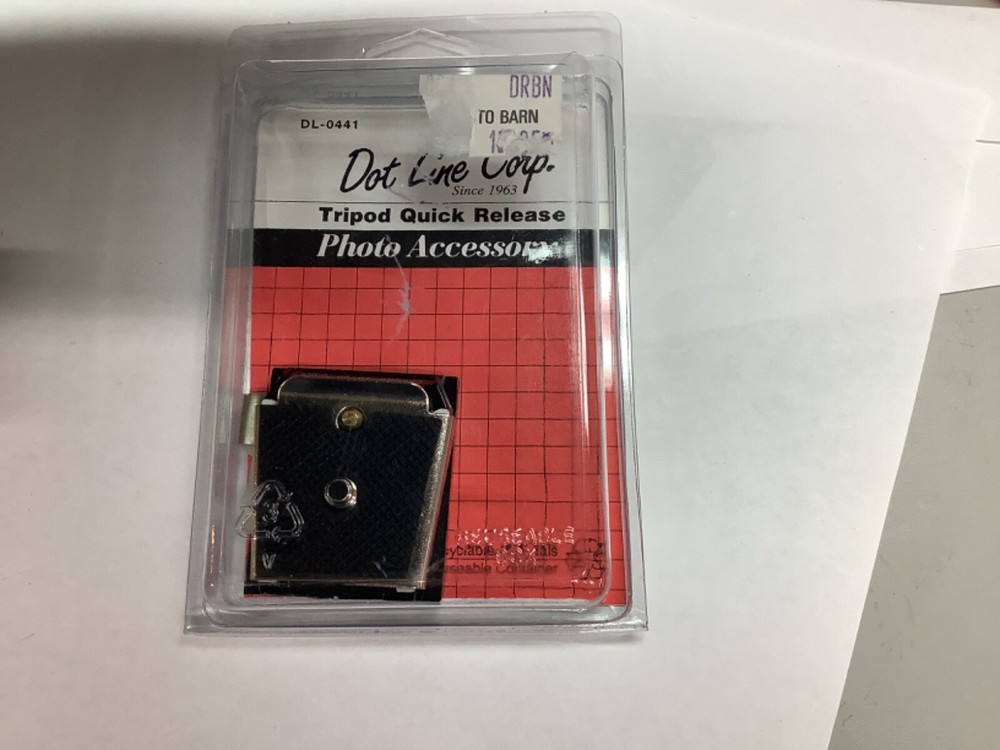 DRBN
TO BARN
DL-0441
Dot Line Corp.
Since 1963
Tripod Quick Release
Photo Accessory
V